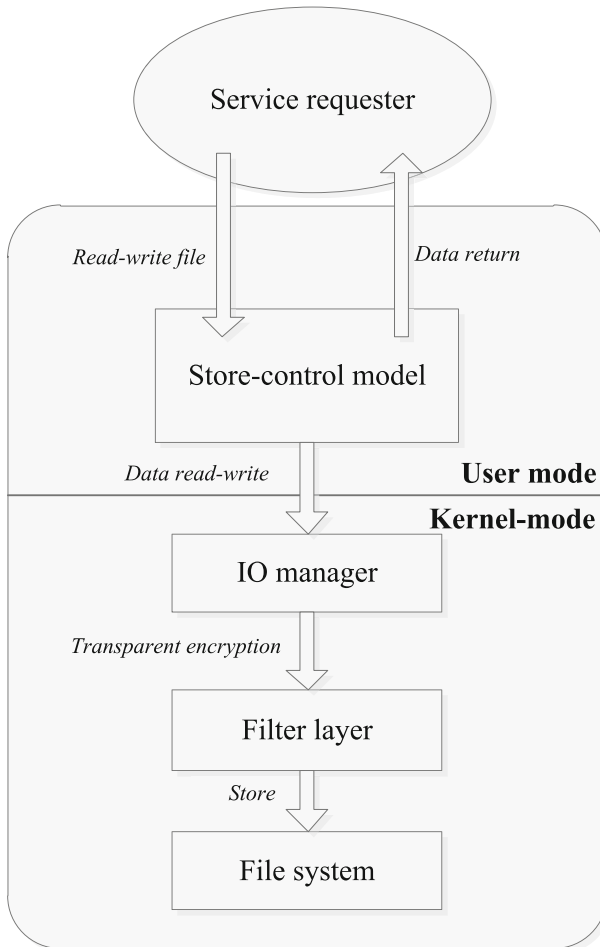 Service requester
Read-write file
Data return
Store-control model
Data read-write
User mode
Kernel-mode
IO manager
Transparent encryption
Filter layer
Store
File system